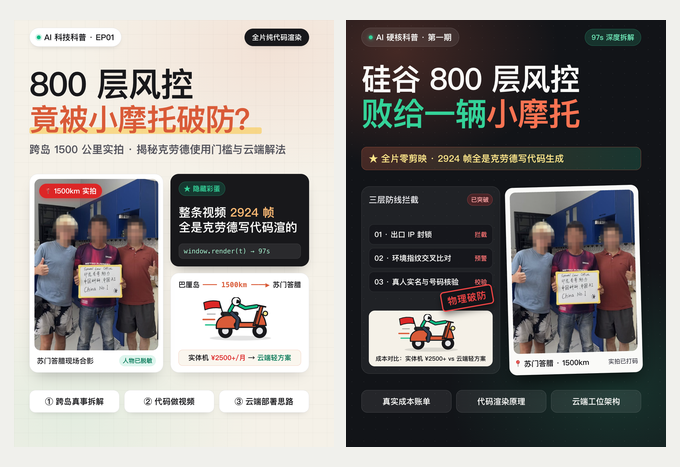 AI 科技科普 · EP01
全片纯代码渲染
800 层风控
竟被小摩托破防?
跨岛 1500 公里实拍 · 揭秘克劳德使用门槛与云端解法
1500km 实拍
苏门答腊现场合影
人物已脱敏
★ 隐藏彩蛋
整条视频 2924 帧
全是克劳德写代码渲的
window.render(t) → 97s
巴厘岛 —— 1500km —→ 苏门答腊
实体机 ¥2500+/月 → 云端轻方案
① 跨岛真事拆解
② 代码做视频
③ 云端部署思路
AI 硬核科普 · 第一期
97s 深度拆解
硅谷 800 层风控
败给一辆小摩托
★ 全片零剪映 · 2924 帧全是克劳德写代码生成
三层防线拦截
已突破
01 · 出口 IP 封锁
拦截
02 · 环境指纹交叉比对
预警
03 · 真人实名与号码核验
校验
物理破防
成本对比：实体机 ¥2500+ vs 云端轻方案
苏门答腊 · 1500km
实拍已打码
真实成本账单
代码渲染原理
云端工位架构